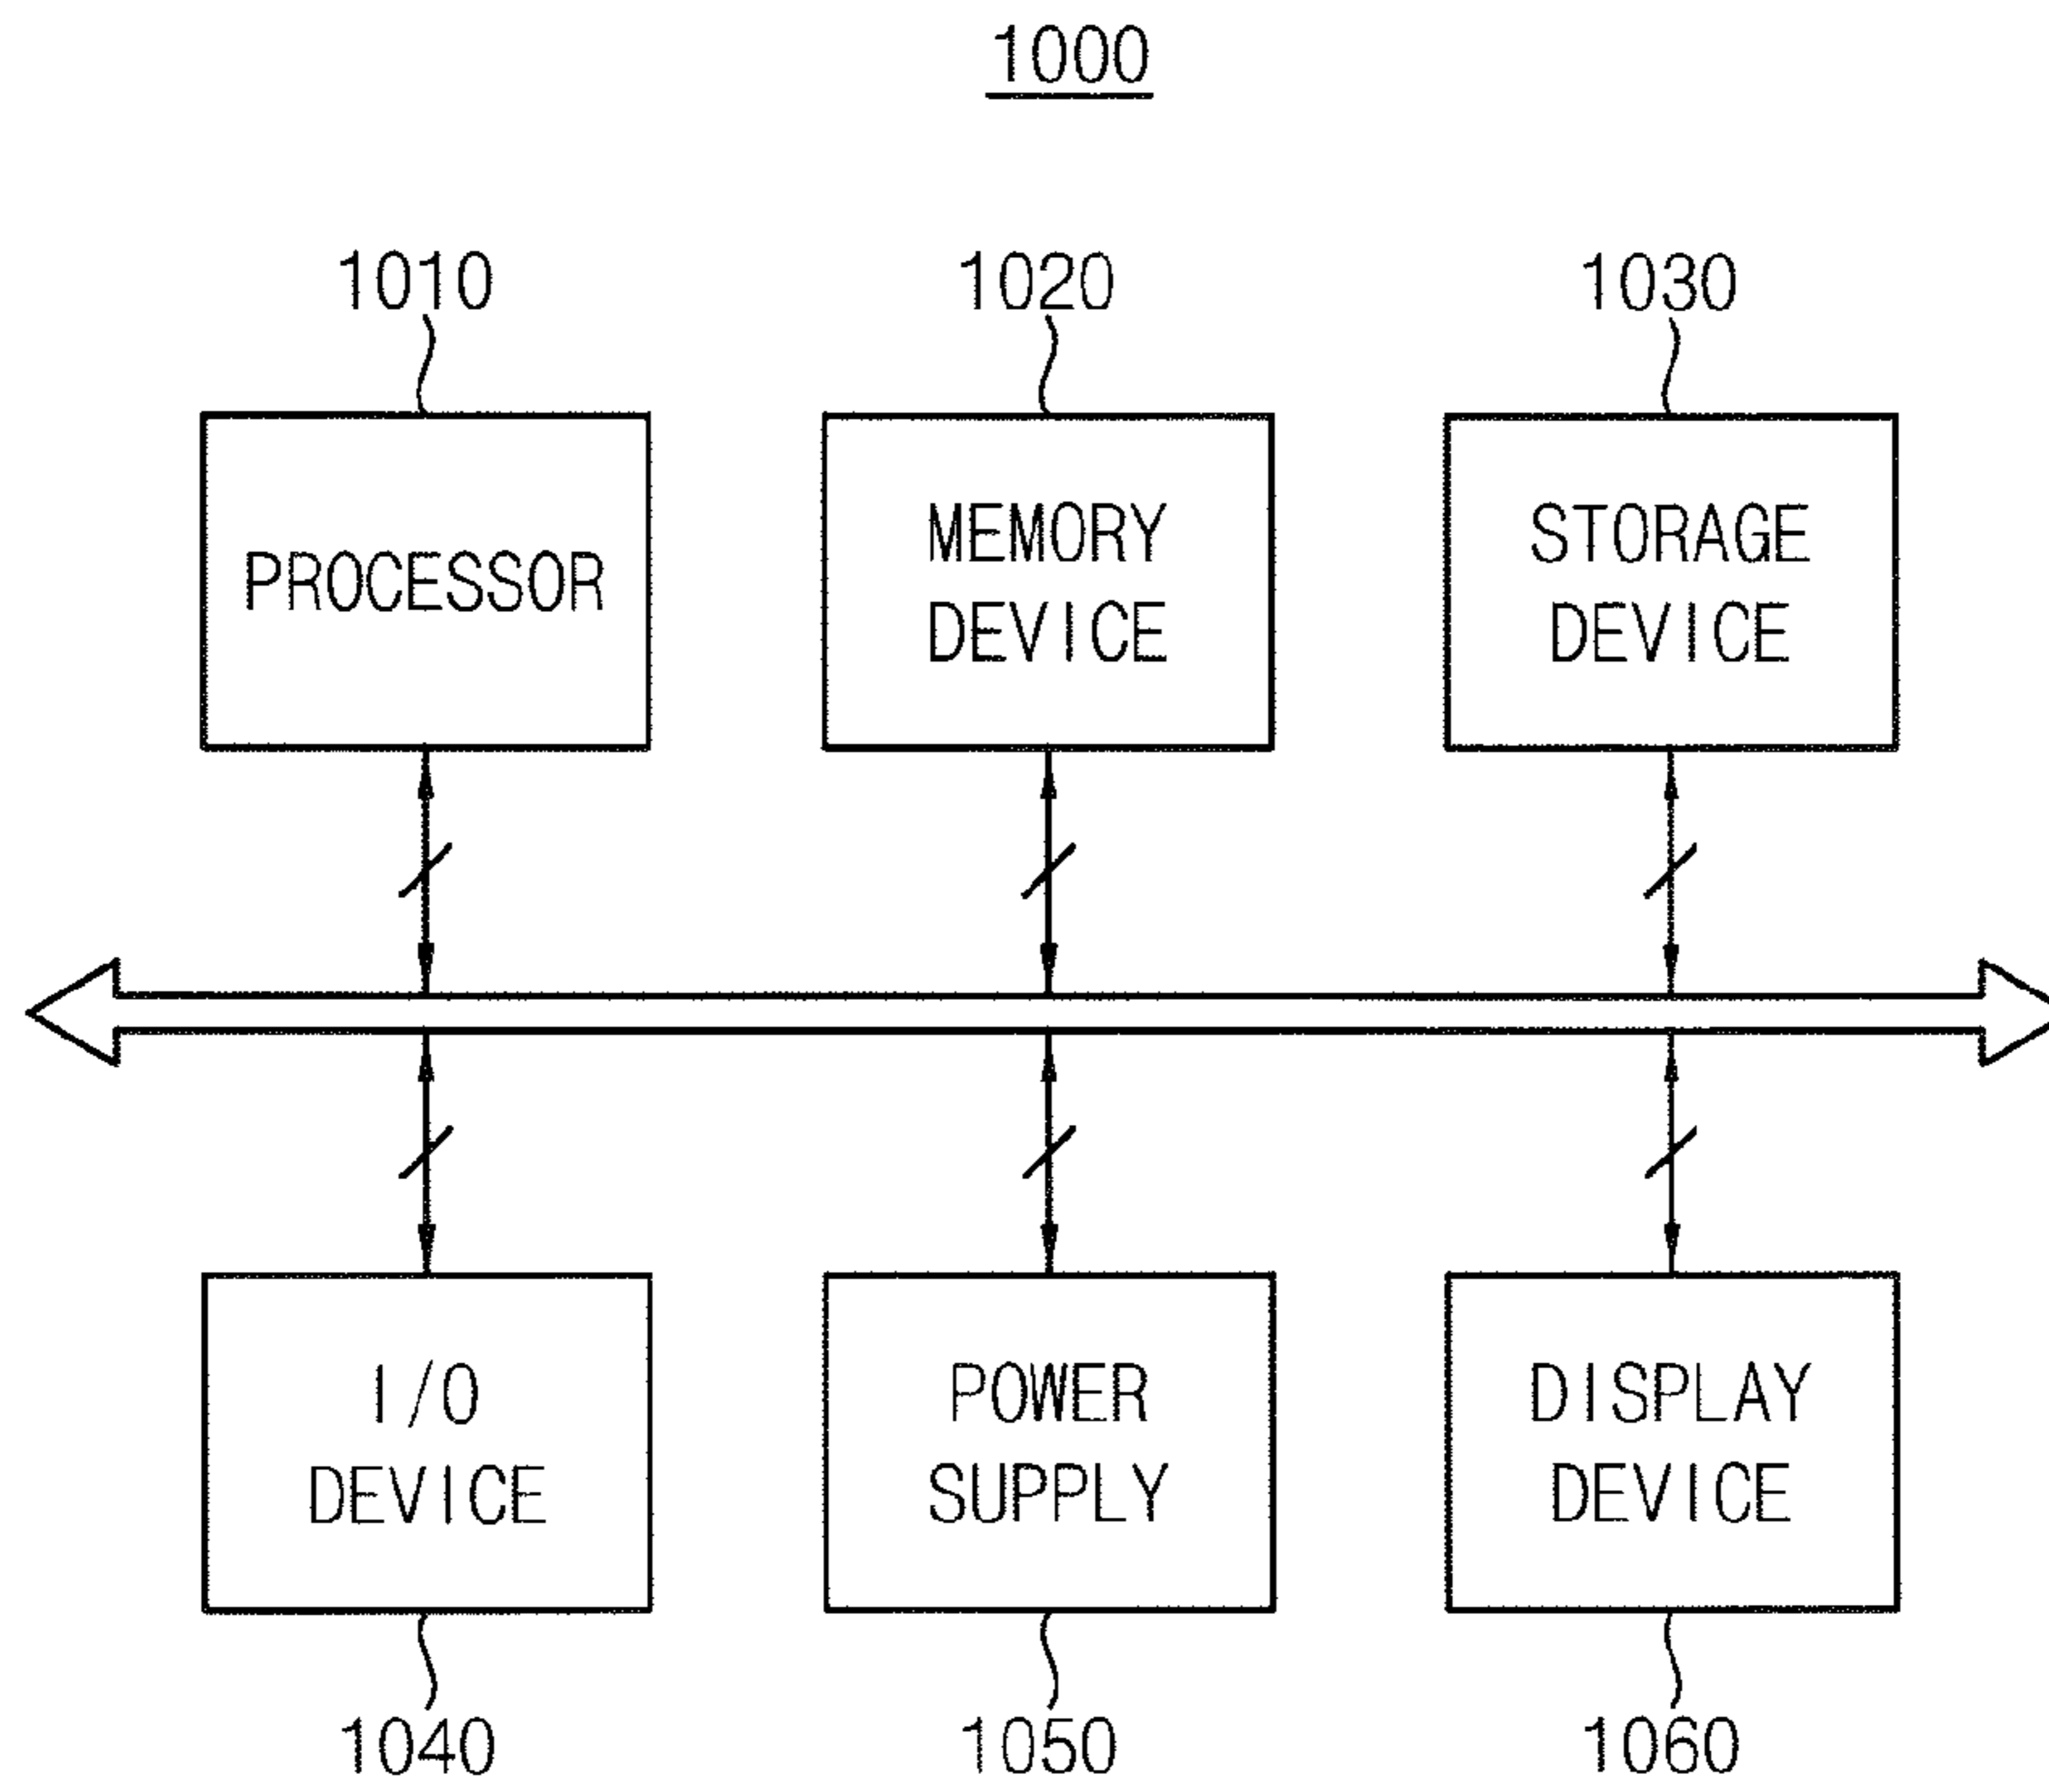 1000
1010
1020
1030
PROCESSOR
MEMORY
DEVICE
STORAGE
DEVICE
I/O
DEVICE
POWER
SUPPLY
DISPLAY
DEVICE
1040
1050
1060